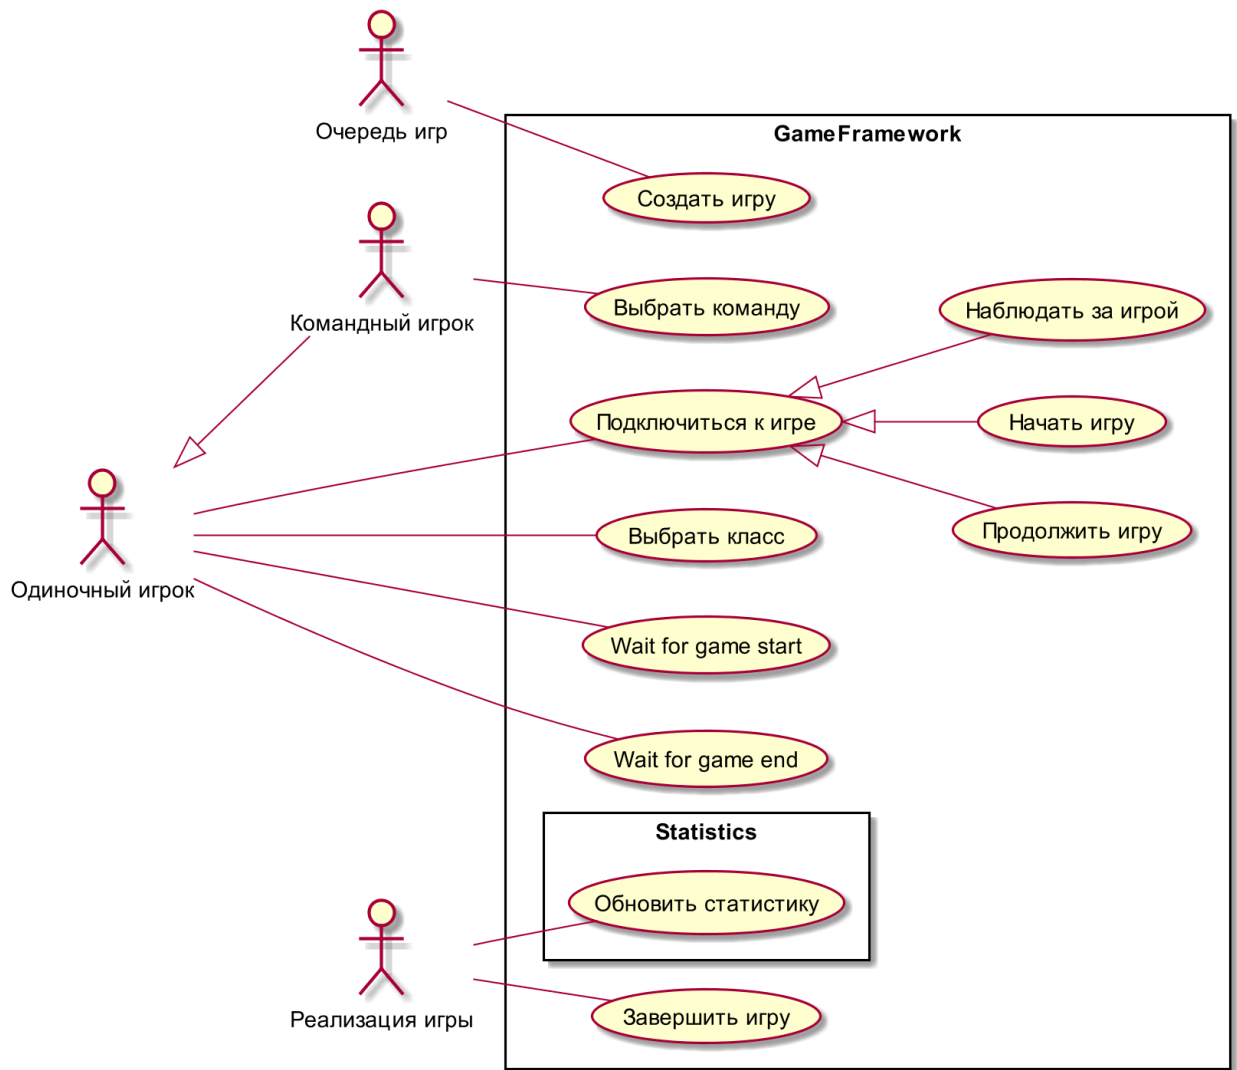 Очередь игр
GameFramework
Создать игру
Командный игрок
Выбрать команду
Наблюдать за игрой
Подключиться к игре
Начать игру
Продолжить игру
Выбрать класс
Одиночный игрок
Wait for game start
Wait for game end
Statistics
Обновить статистику
Реализация игры
Завершить игру